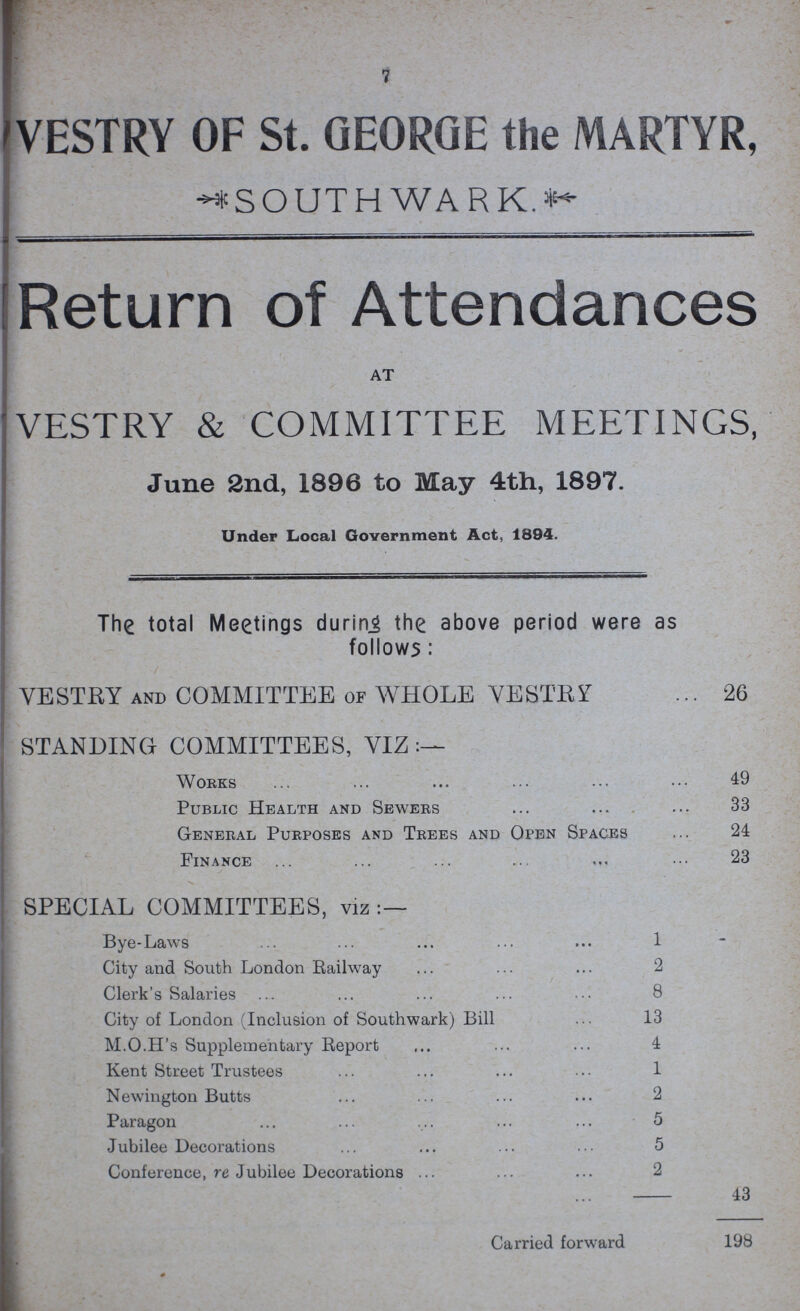 7
VESTRY OF St. GEORGE the MARTYR,
SOUTHWARK.
Return of Attendances
AT
VESTRY & COMMITTEE MEETINGS,
June 2nd, 1896 to May 4th, 1897.
Under Local Government Act, 1894.
The total Meetings during the above period were as
follows:
VESTRY AND COMMITTEE OF WHOLE VESTRY ... 26
STANDING COMMITTEES, VIZ:—
WORKS ... ... ... ... ... ... 49
PUBLIC HEALTH AND SEWERS ... ... ... 33
GENERAL PURPOSES AND TREES AND OPEN SPACES ... 24
FINANCE ... ... ... ... ... ... 23
SPECIAL COMMITTEES, viz:—
Bye-Laws ... ... ... ... ... 1
City and South London Railway ... ... ... 2
Clerk's Salaries ... ... ... ... ... 8
City of London (Inclusion of Southwark) Bill ... 13
M.O.H's Supplementary Report ... ... ... 4
Kent Street Trustees ... ... ... ... 1
Newington Butts ... ... ... ... 2
Paragon ... ... ... ... ... 5
Jubilee Decorations ... ... ... ... 5
Conference, re Jubilee Decorations ... ... ... 2
... — 43
Carried forward 198